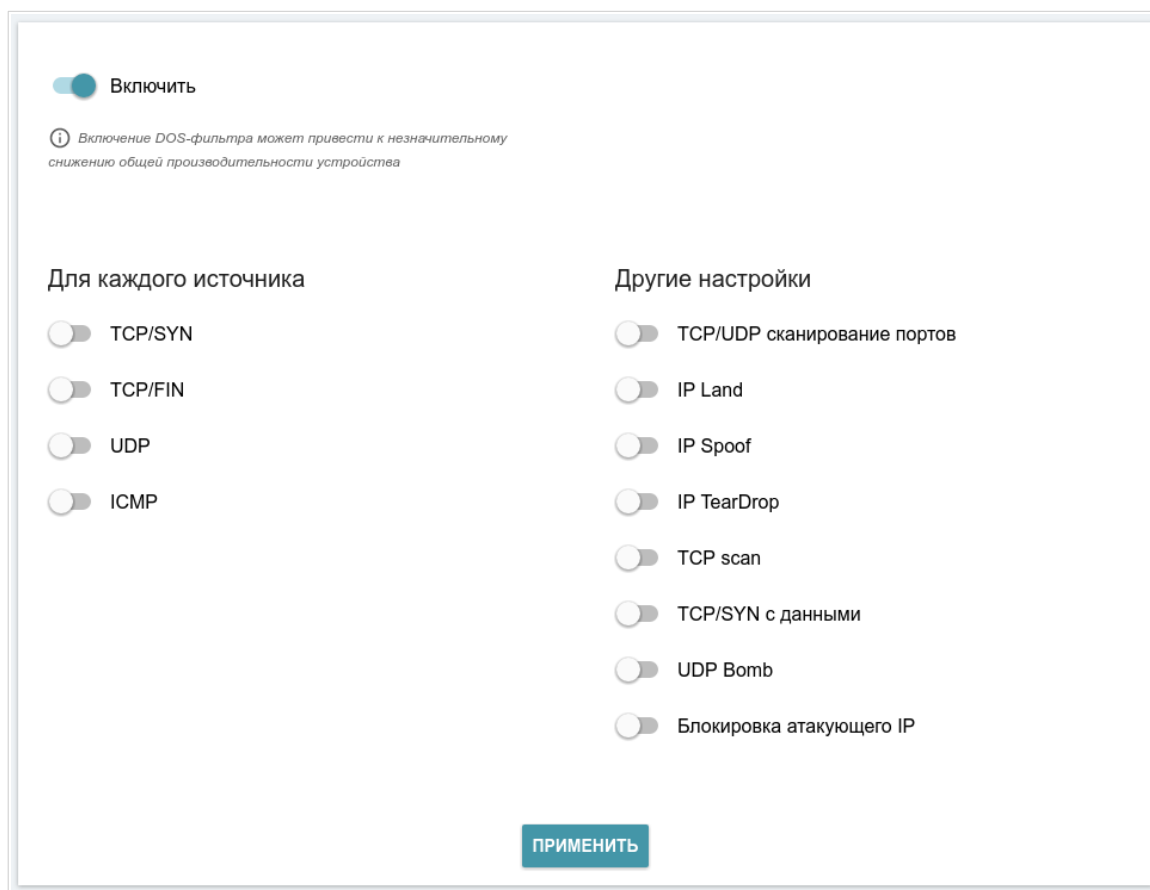 Включить
Включение DOS-фильтра может привести к незначительному
снижению общей производительности устройства
Для каждого источника
TCP/SYN
TCP/FIN
UDP
ICMP
Другие настройки
TCP/UDP сканирование портов
IP Land
IP Spoof
IP TearDrop
TCP scan
TCP/SYN с данными
UDP Bomb
Блокировка атакующего IP
ПРИМЕНИТЬ